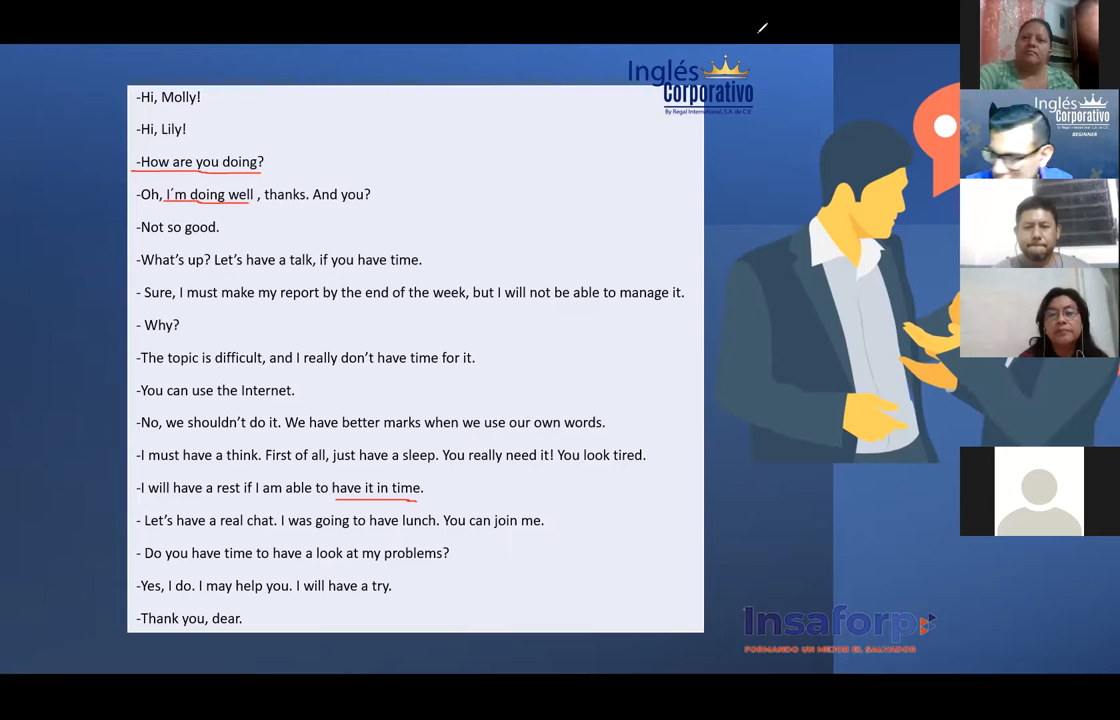 Inglés
Corporativo
By Regal International, S.A. de C.V.
-Hi, Molly!
-Hi, Lily!
-How are you doing?
-Oh, I´m doing well , thanks. And you?
-Not so good.
-What’s up? Let’s have a talk, if you have time.
- Sure, I must make my report by the end of the week, but I will not be able to manage it.
- Why?
-The topic is difficult, and I really don’t have time for it.
-You can use the Internet.
-No, we shouldn’t do it. We have better marks when we use our own words.
-I must have a think. First of all, just have a sleep. You really need it! You look tired.
-I will have a rest if I am able to have it in time.
- Let’s have a real chat. I was going to have lunch. You can join me.
- Do you have time to have a look at my problems?
-Yes, I do. I may help you. I will have a try.
-Thank you, dear.
Insaforp
FORMANDO UN MEJOR EL SALVADOR
Inglés
Corporativo
BEGINNER